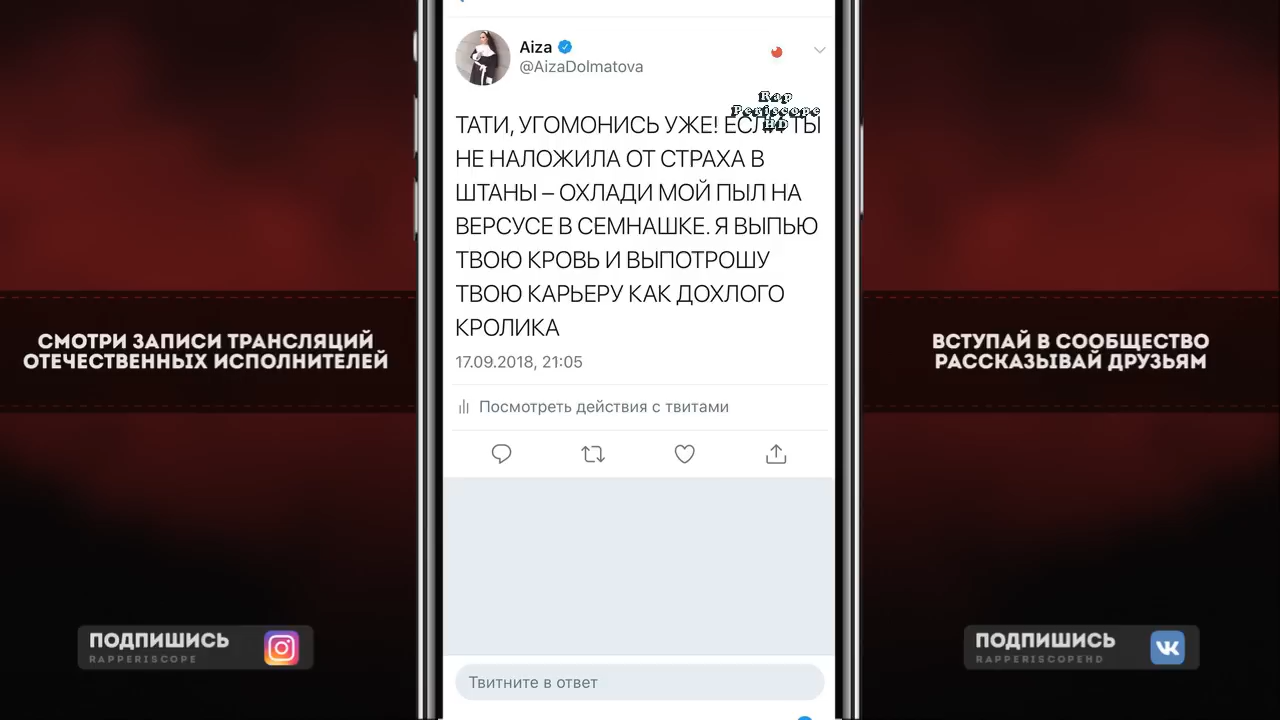 Aiza
@AizaDolmatova
Rap
Periscope
HD
ТАТИ, УГОМОНИСЬ УЖЕ! ЕСЛИ ТЫ
НЕ НАЛОЖИЛА ОТ СТРАХА В
ШТАНЫ – ОХЛАДИ МОЙ ПЫЛ НА
ВЕРСУСЕ В СЕМНАШКЕ. Я ВЫПЬЮ
ТВОЮ КРОВЬ И ВЫПОТРОШУ
ТВОЮ КАРЬЕРУ КАК ДОХЛОГО
КРОЛИКА
17.09.2018, 21:05
Посмотреть действия с твитами
Твитните в ответ
СМОТРИ ЗАПИСИ ТРАНСЛЯЦИЙ
ОТЕЧЕСТВЕННЫХ ИСПОЛНИТЕЛЕЙ
ВСТУПАЙ В СООБЩЕСТВО
РАССКАЗЫВАЙ ДРУЗЬЯМ
ПОДПИШИСЬ
RAPPERISCOPE
ПОДПИШИСЬ
RAPPERISCOPEHD